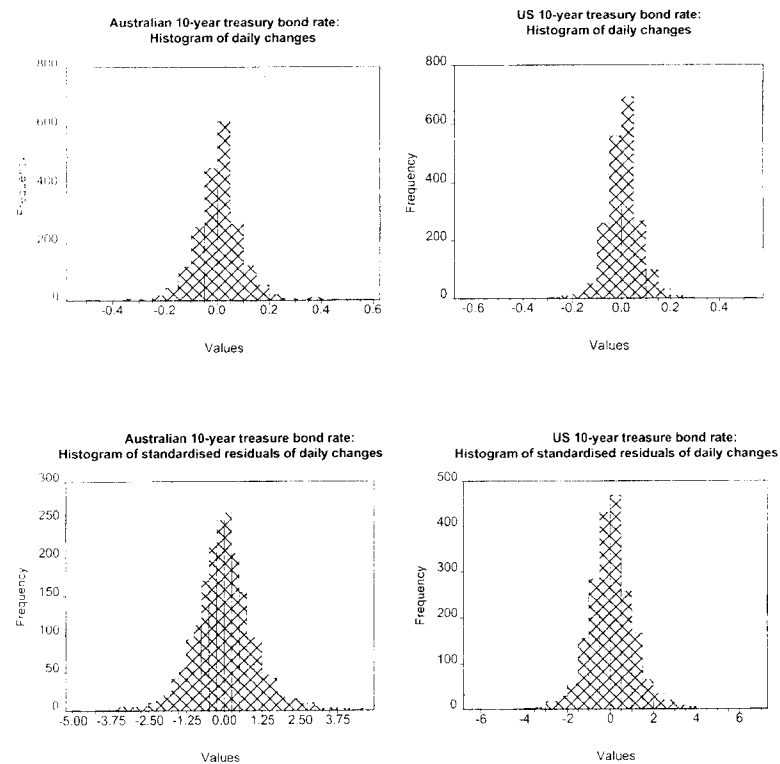 Australian 10-year treasury bond rate:
Histogram of daily changes
800
600
400
200
0
Frequency
-0.4 -0.2 0.0 0.2 0.4 0.6
Values
US 10-year treasury bond rate:
Histogram of daily changes
800
600
400
200
0
Frequency
-0.6 -0.4 -0.2 0.0 0.2 0.4
Values
Australian 10-year treasure bond rate:
Histogram of standardised residuals of daily changes
300
250
200
150
100
50
0
Frequency
-5.00 -3.75 -2.50 -1.25 0.00 1.25 2.50 3.75
Values
US 10-year treasure bond rate:
Histogram of standardised residuals of daily changes
500
400
300
200
100
0
Frequency
-6 -4 -2 0 2 4 6
Values